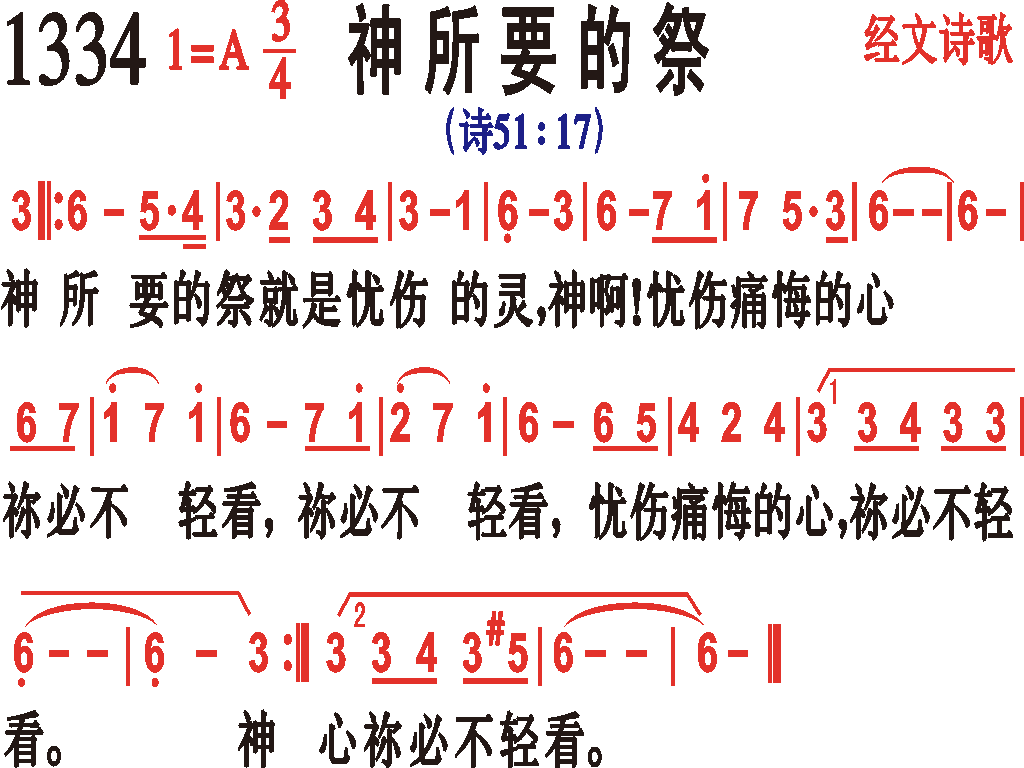 1334 1=A 3/4 神所要的祭 经文诗歌
(诗51:17)
3‖:6 - 5·4|3·2 3 4|3-1|6̣-3|6-7 1̇|7 5·3|6--|6-|
神 所 要的祭就是忧伤 的灵,神啊!忧伤痛悔的心
6 7|1̇ 7 1̇|6 - 7 1̇|2̇ 7 1̇|6 - 6 5|4 2 4|3 1 3 4 3 3|
祢必不 轻看, 祢必不 轻看, 忧伤痛悔的心,祢必不轻
6̣--|6̣ - 3:‖3 2 3 4 3#5|6--|6-‖
看。 神 心祢必不轻看。